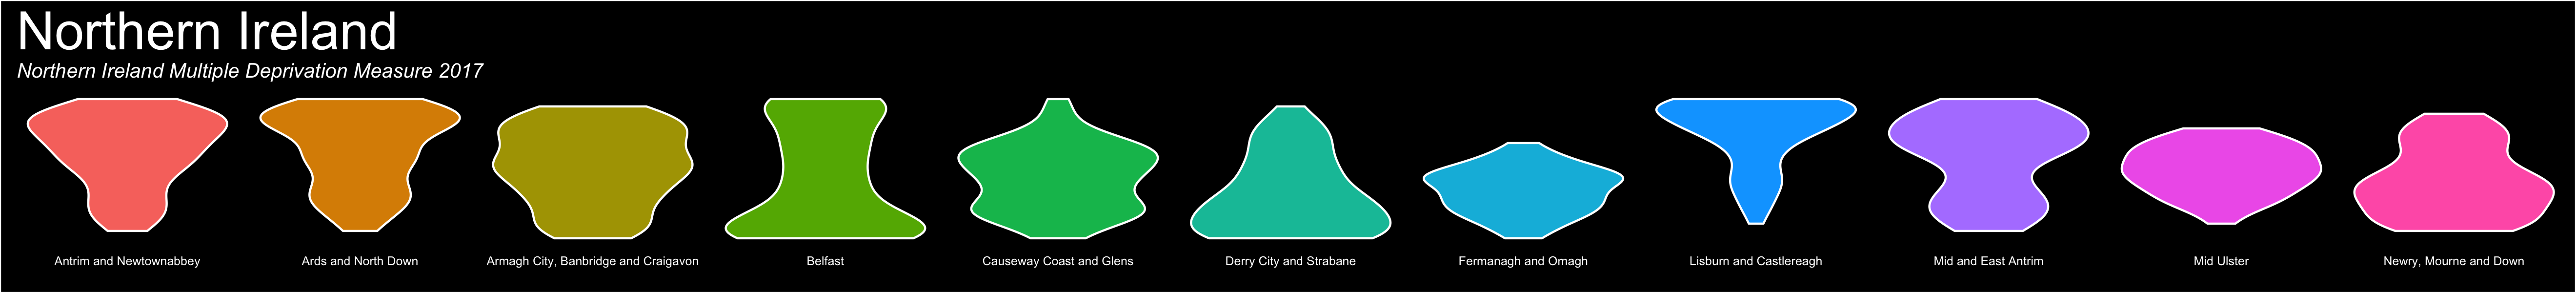 Northern Ireland
Northern Ireland Multiple Deprivation Measure 2017
Antrim and Newtownabbey
Ards and North Down
Armagh City, Banbridge and Craigavon
Belfast
Causeway Coast and Glens
Derry City and Strabane
Fermanagh and Omagh
Lisburn and Castlereagh
Mid and East Antrim
Mid Ulster
Newry, Mourne and Down